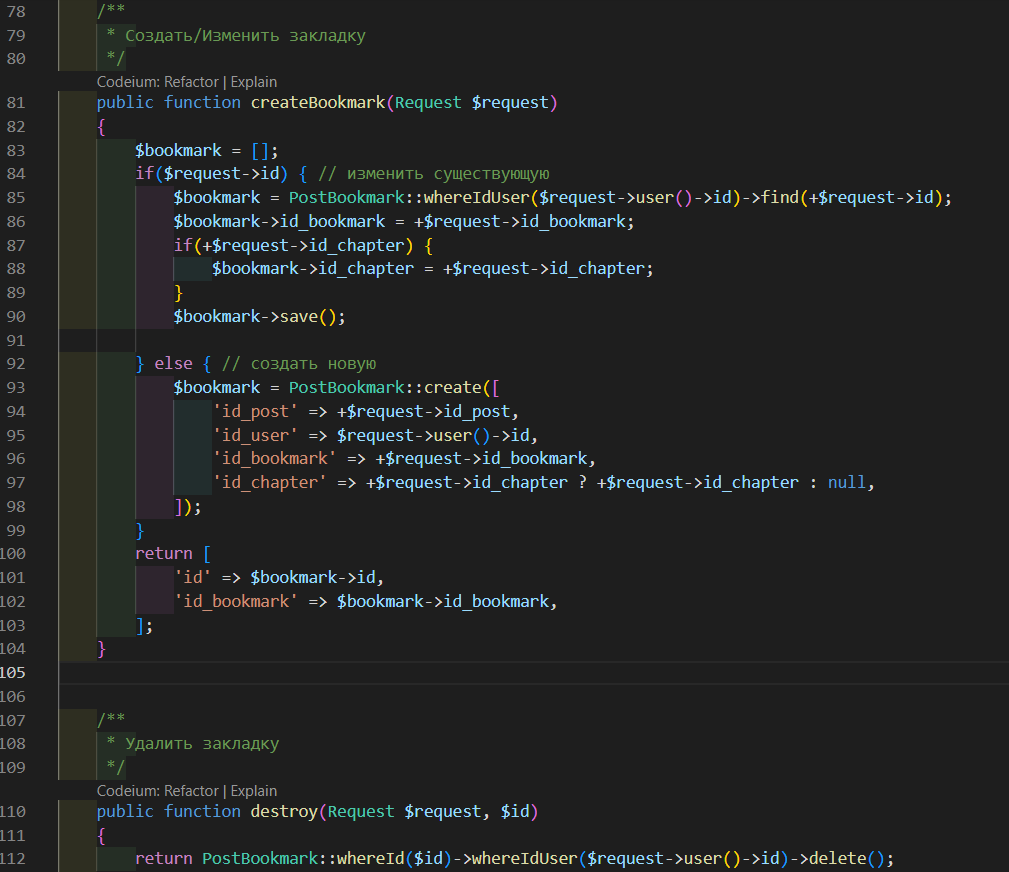 78 /**
79 * Создать/Изменить закладку
80 */
Codeium: Refactor | Explain
81 public function createBookmark(Request $request)
82 {
83 $bookmark = [];
84 if($request->id) { // изменить существующую
85 $bookmark = PostBookmark::whereIdUser($request->user()->id)->find(+$request->id);
86 $bookmark->id_bookmark = +$request->id_bookmark;
87 if(+$request->id_chapter) {
88 $bookmark->id_chapter = +$request->id_chapter;
89 }
90 $bookmark->save();
91
92 } else { // создать новую
93 $bookmark = PostBookmark::create([
94 'id_post' => +$request->id_post,
95 'id_user' => $request->user()->id,
96 'id_bookmark' => +$request->id_bookmark,
97 'id_chapter' => +$request->id_chapter ? +$request->id_chapter : null,
98 ]);
99 }
100 return [
101 'id' => $bookmark->id,
102 'id_bookmark' => $bookmark->id_bookmark,
103 ];
104 }
105
106
107 /**
108 * Удалить закладку
109 */
Codeium: Refactor | Explain
110 public function destroy(Request $request, $id)
111 {
112 return PostBookmark::whereId($id)->whereIdUser($request->user()->id)->delete();